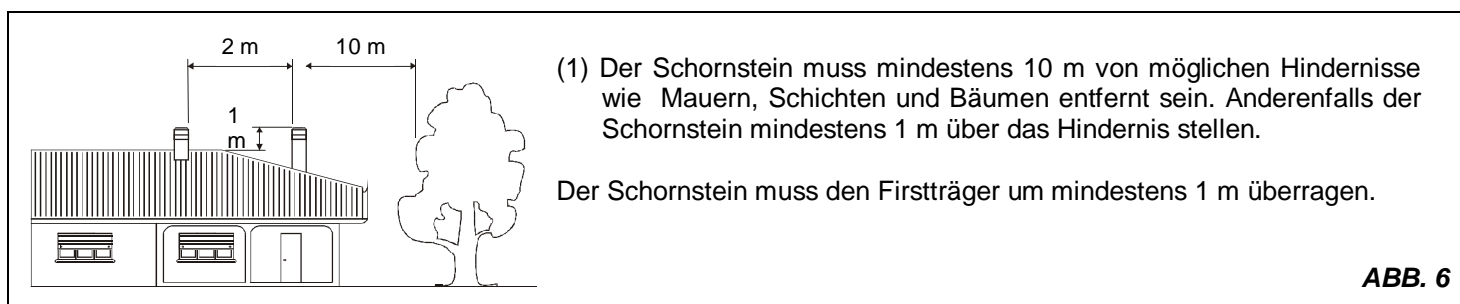 2 m
10 m
1
m
(1) Der Schornstein muss mindestens 10 m von möglichen Hindernisse
wie Mauern, Schichten und Bäumen entfernt sein. Anderenfalls der
Schornstein mindestens 1 m über das Hindernis stellen.
Der Schornstein muss den Firstträger um mindestens 1 m überragen.
ABB. 6